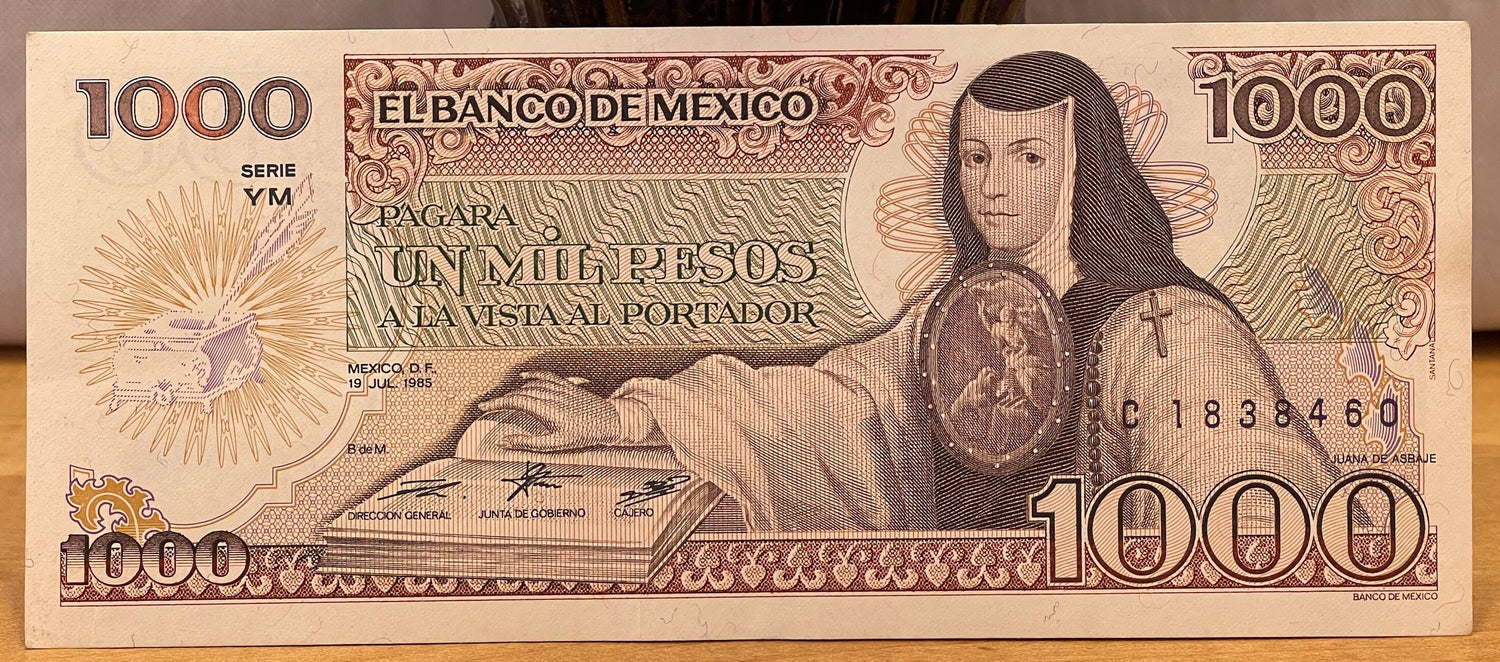 1000
EL BANCO DE MEXICO
1000
SERIE
YM
PAGARA
UN MIL PESOS
A LA VISTA AL PORTADOR
MEXICO, D. F.,
19 JUL. 1985
SANTANA
C 1838460
B de M.
JUANA DE ASBAJE
DIRECCION GENERAL
JUNTA DE GOBIERNO
CAJERO
1000
1000
BANCO DE MEXICO